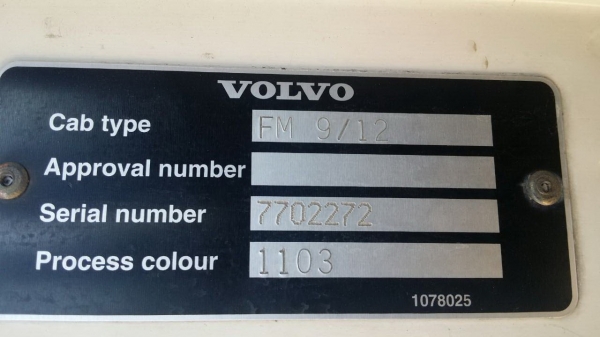 VOLVO
Cab type FM 9/12
Approval number
Serial number 7702272
Process colour 1103
1078025